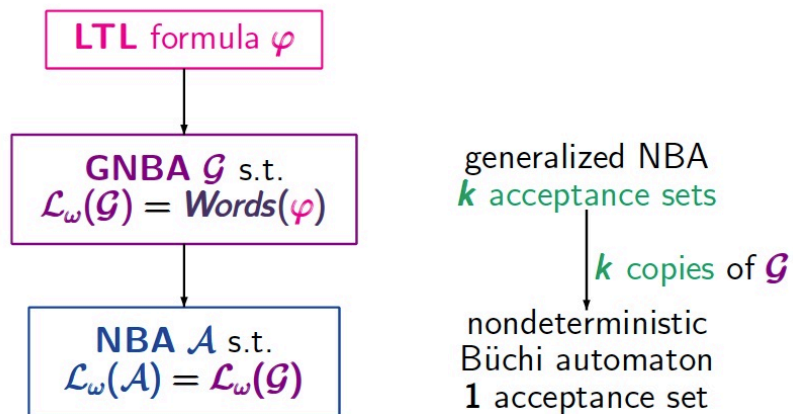 LTL formula φ
GNBA 𝒢 s.t.
ℒω(𝒢) = Words(φ)
NBA 𝒜 s.t.
ℒω(𝒜) = ℒω(𝒢)
generalized NBA
k acceptance sets
k copies of 𝒢
nondeterministic
Büchi automaton
1 acceptance set